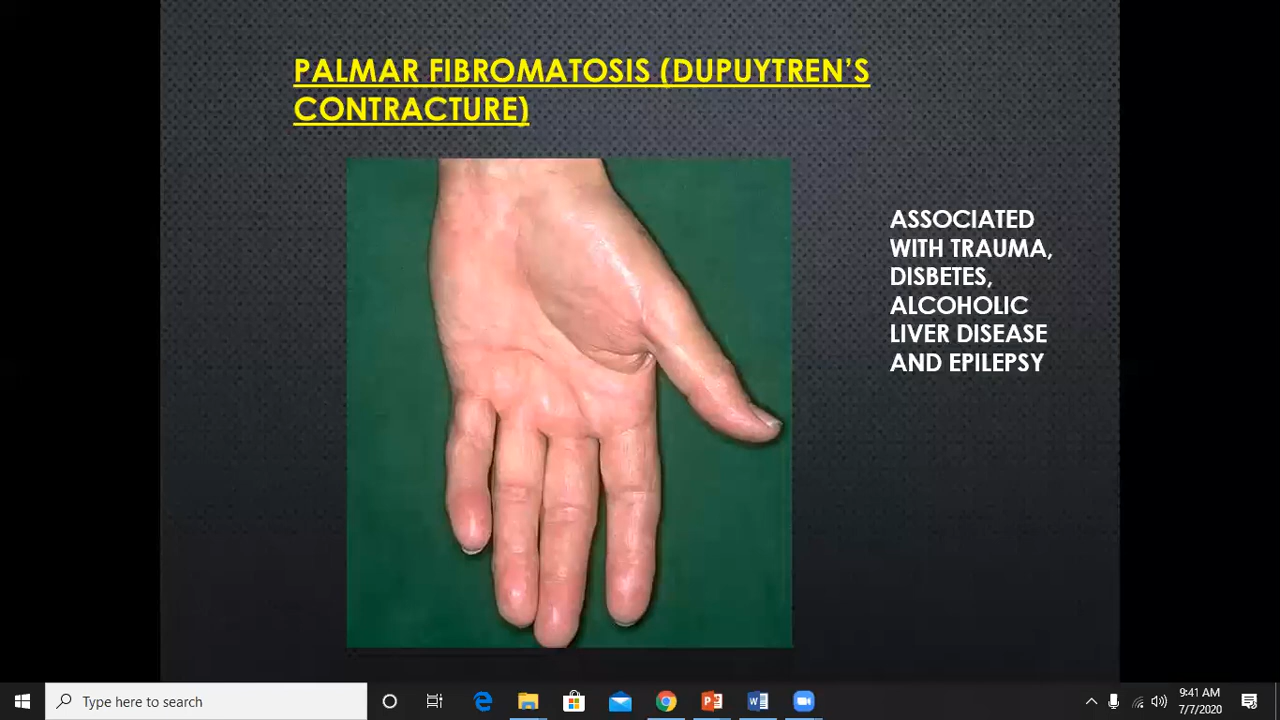 PALMAR FIBROMATOSIS (DUPUYTREN’S
CONTRACTURE)
ASSOCIATED
WITH TRAUMA,
DISBETES,
ALCOHOLIC
LIVER DISEASE
AND EPILEPSY
Type here to search
9:41 AM
7/7/2020